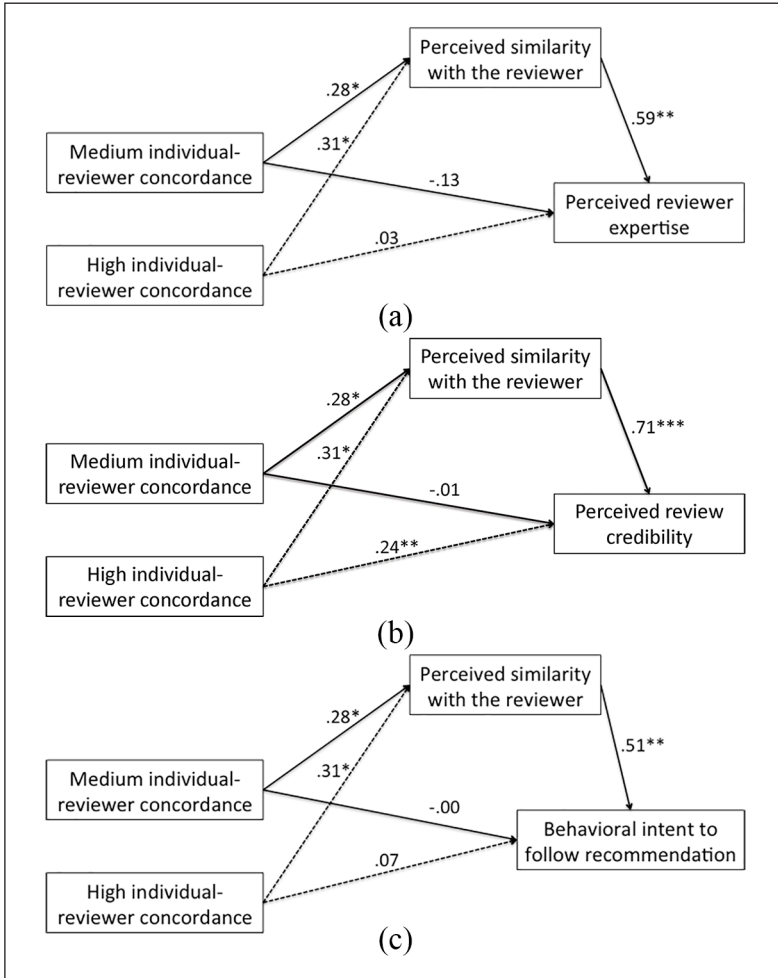 Perceived similarity
with the reviewer
.28*
.59**
.31*
Medium individual-
reviewer concordance
-.13
Perceived reviewer
expertise
.03
High individual-
reviewer concordance
(a)
Perceived similarity
with the reviewer
.28*
.71***
.31*
Medium individual-
reviewer concordance
-.01
Perceived review
credibility
.24**
High individual-
reviewer concordance
(b)
Perceived similarity
with the reviewer
.28*
.51**
.31*
Medium individual-
reviewer concordance
-.00
Behavioral intent to
follow recommendation
.07
High individual-
reviewer concordance
(c)